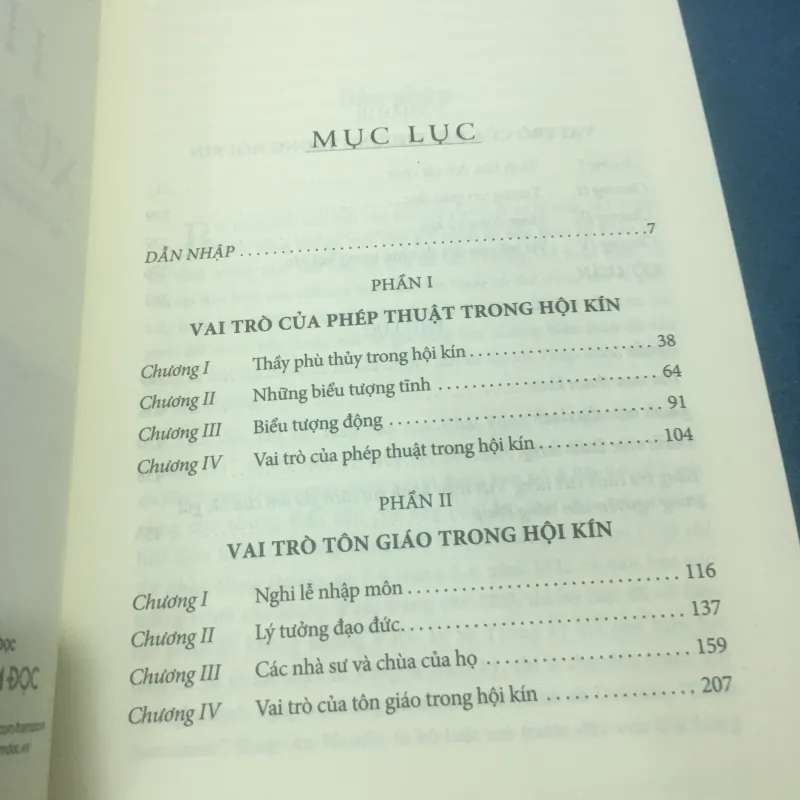 MỤC LỤC
DẪN NHẬP ................................................7
PHẦN I
VAI TRÒ CỦA PHÉP THUẬT TRONG HỘI KÍN
Chương I Thầy phù thủy trong hội kín ........................... 38
Chương II Những biểu tượng tĩnh ................................ 64
Chương III Biểu tượng động ...................................... 91
Chương IV Vai trò của phép thuật trong hội kín ................. 104
PHẦN II
VAI TRÒ TÔN GIÁO TRONG HỘI KÍN
Chương I Nghi lễ nhập môn .................................... 116
Chương II Lý tưởng đạo đức..................................... 137
Chương III Các nhà sư và chùa của họ ........................... 159
Chương IV Vai trò của tôn giáo trong hội kín ................... 207